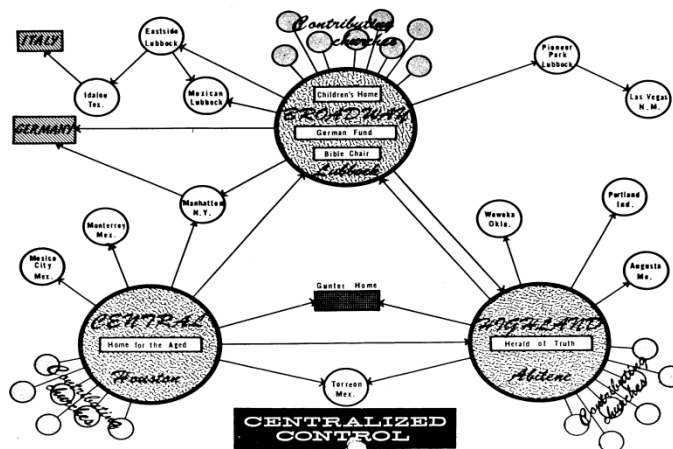 Contributing
churches
ITALY
Eastside
Lubbock
Pioneer
Park
Lubbock
Idalou
Tex.
Mexican
Lubbock
Children's Home
Las Vegas
N.M.
BROADWAY
GERMANY
German Fund
Bible Chair
Lubbock
Manhatten
N.Y.
Portland
Ind.
Monterrey
Mex.
Wewoka
Okla.
Mexico
City
Mex.
Augusta
Me.
Gunter Home
CENTRAL
Home for the Aged
Houston
HIGHLAND
Herald of Truth
Abilene
Contributing
churches
Torreon
Mex.
Contributing
churches
CENTRALIZED
CONTROL